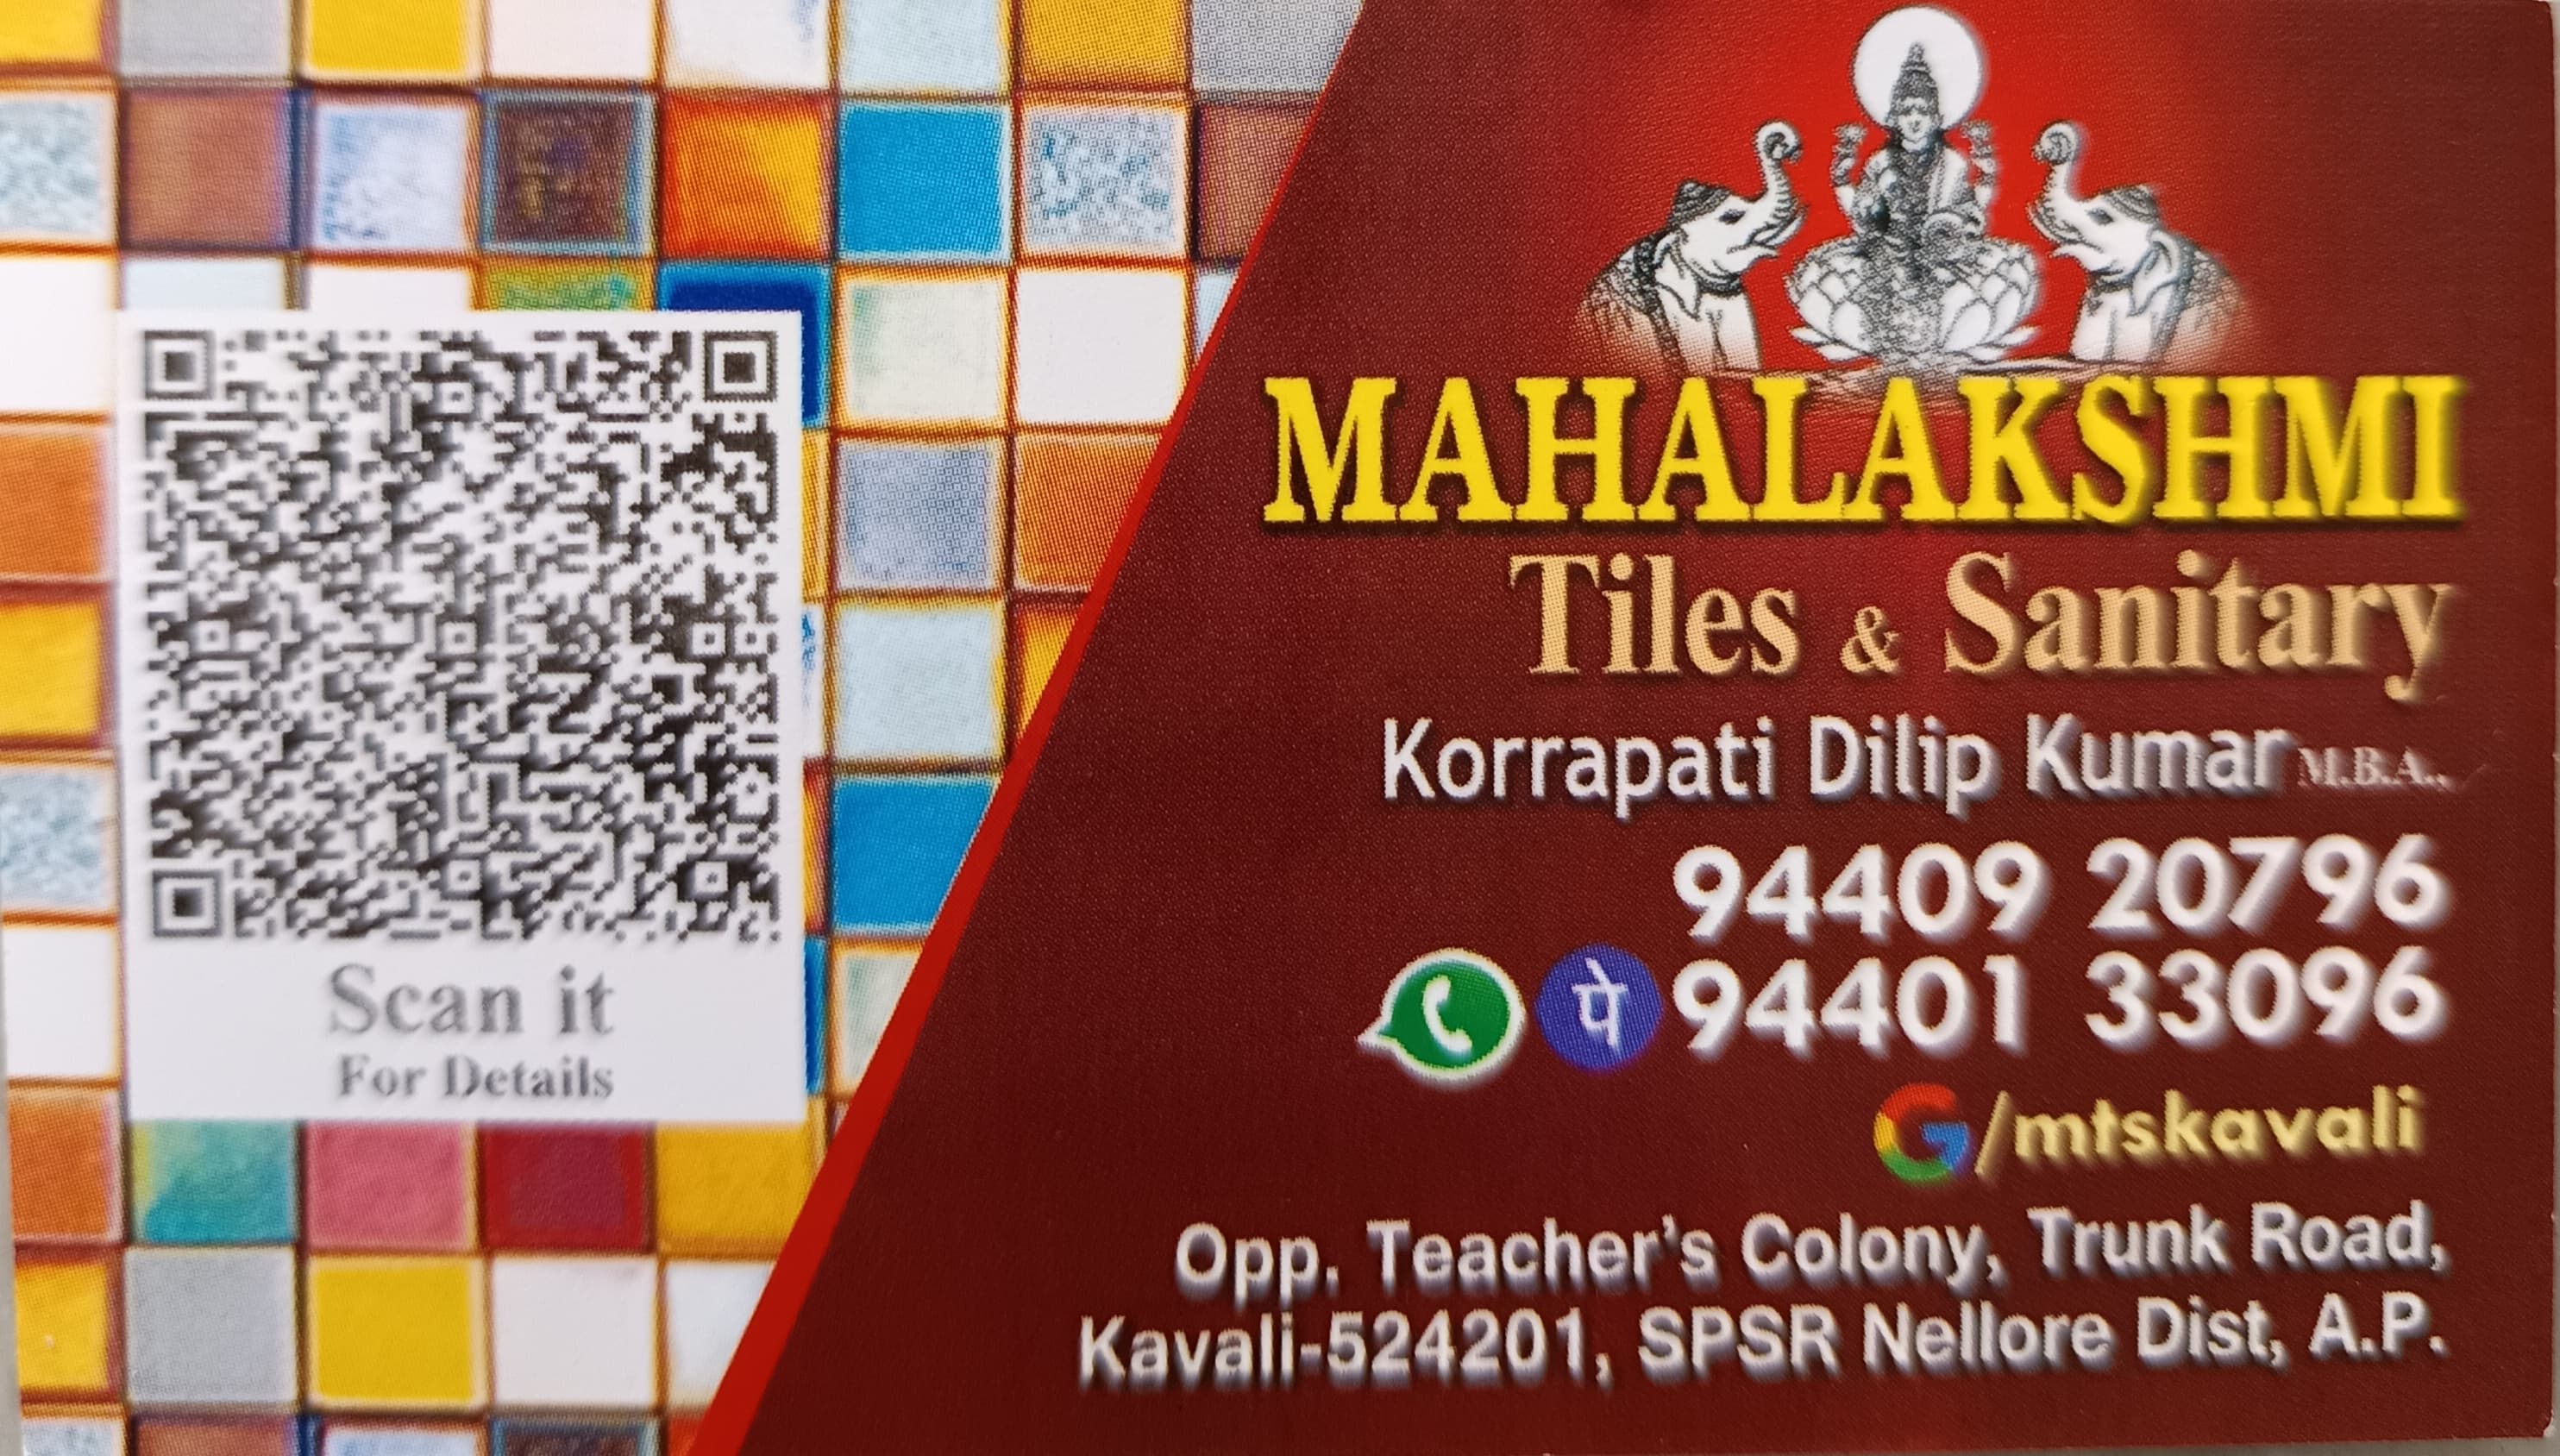 MAHALAKSHMI
Tiles & Sanitary
Korrapati Dilip Kumar M.B.A.,
94409 20796
पे 94401 33096
G/mtskavali
Opp. Teacher's Colony, Trunk Road,
Kavali-524201, SPSR Nellore Dist, A.P.
Scan it
For Details